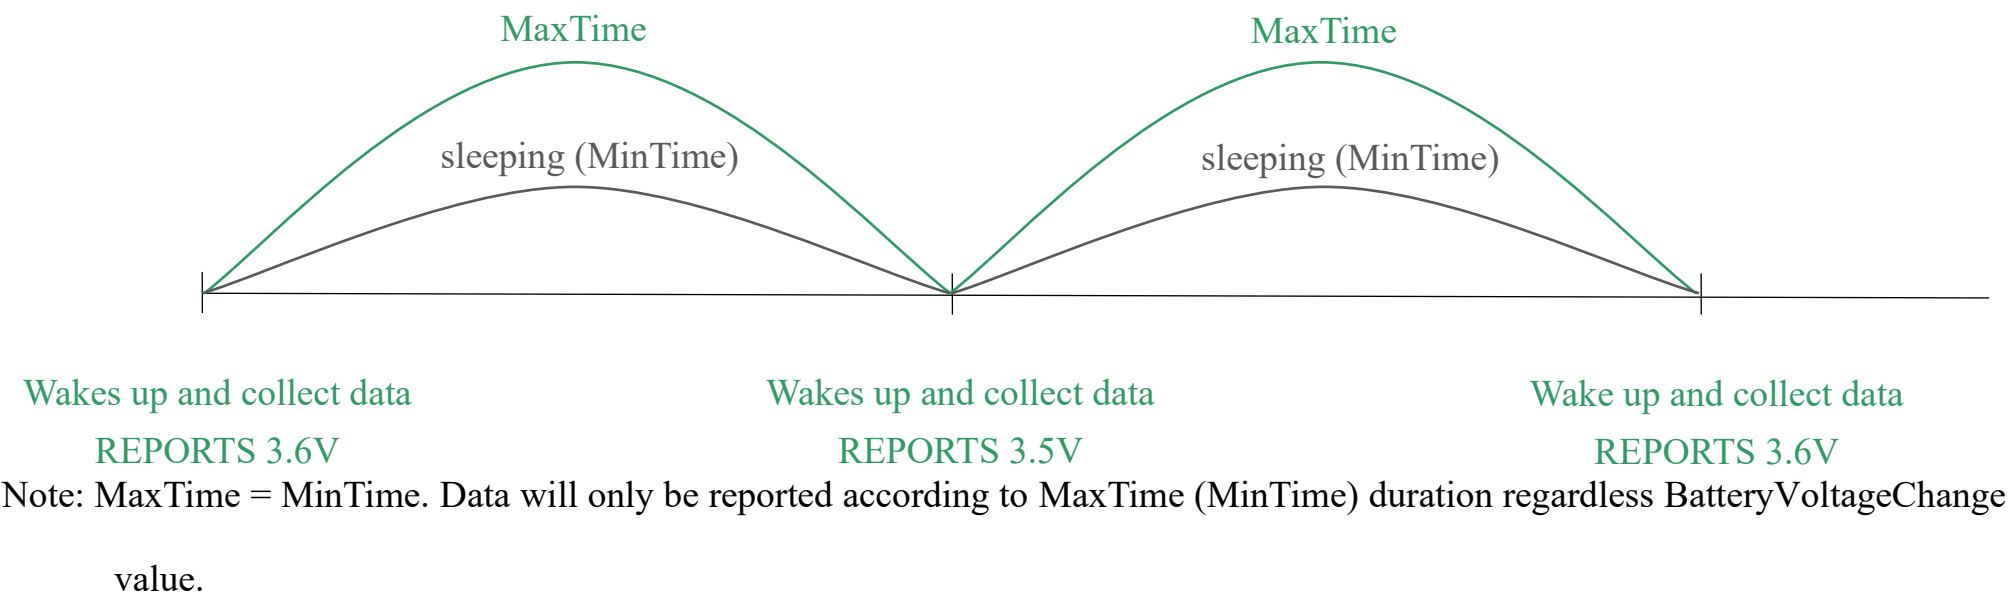 MaxTime
MaxTime
sleeping (MinTime)
sleeping (MinTime)
Wakes up and collect data
REPORTS 3.6V
Wakes up and collect data
REPORTS 3.5V
Wake up and collect data
REPORTS 3.6V
Note: MaxTime = MinTime. Data will only be reported according to MaxTime (MinTime) duration regardless BatteryVoltageChange
value.